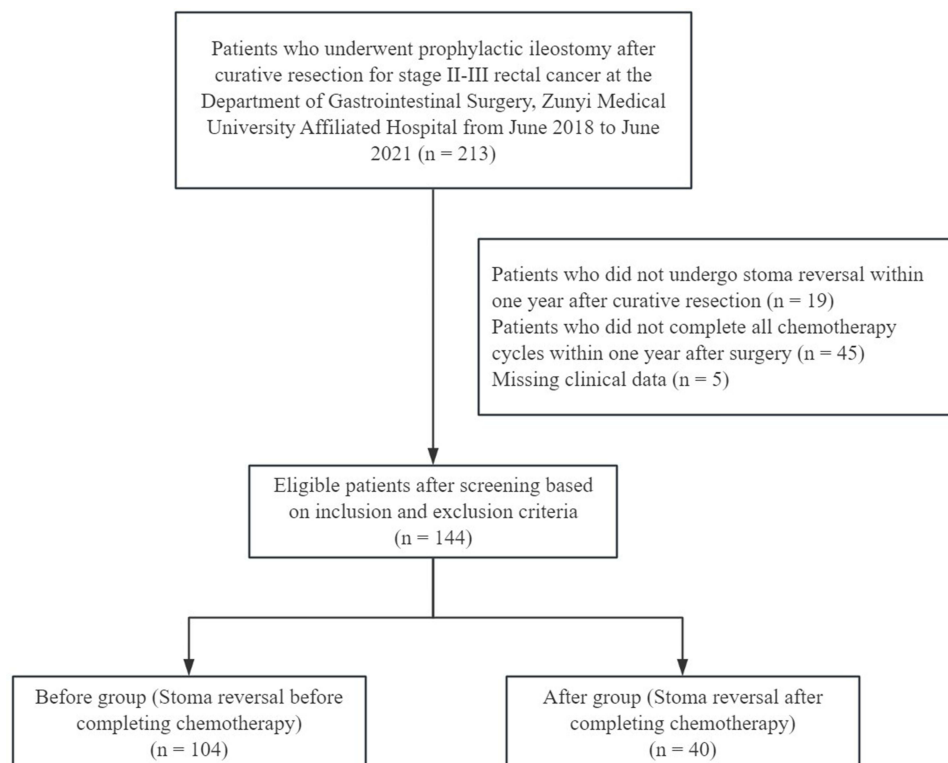 Patients who underwent prophylactic ileostomy after
curative resection for stage II-III rectal cancer at the
Department of Gastrointestinal Surgery, Zunyi Medical
University Affiliated Hospital from June 2018 to June
2021 (n = 213)
Patients who did not undergo stoma reversal within
one year after curative resection (n = 19)
Patients who did not complete all chemotherapy
cycles within one year after surgery (n = 45)
Missing clinical data (n = 5)
Eligible patients after screening based
on inclusion and exclusion criteria
(n = 144)
Before group (Stoma reversal before
completing chemotherapy)
(n = 104)
After group (Stoma reversal after
completing chemotherapy)
(n = 40)